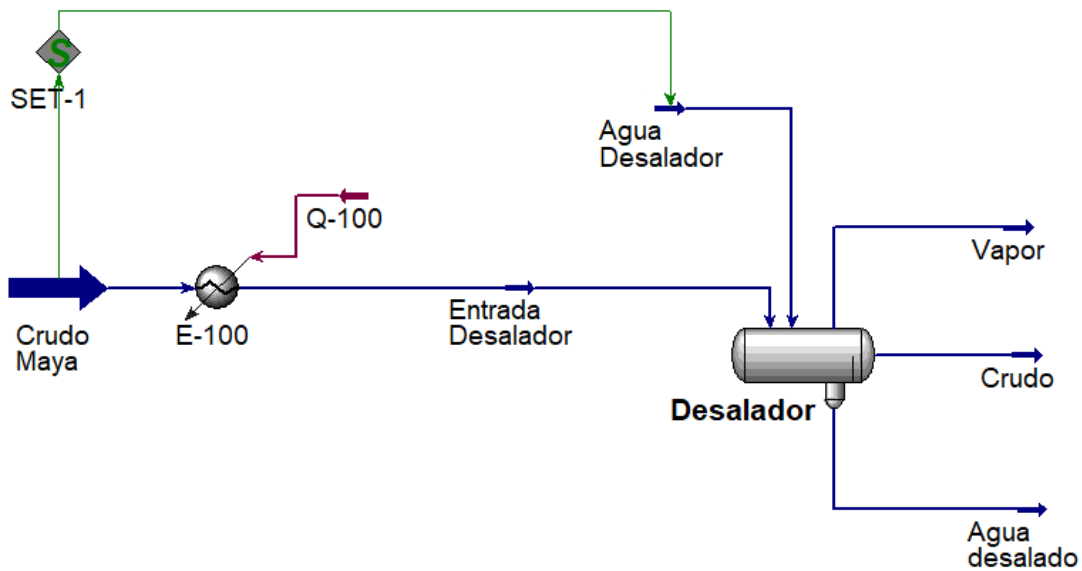 S
SET-1
Agua
Desalador
Q-100
Vapor
Crudo
Maya
E-100
Entrada
Desalador
Crudo
Desalador
Agua
desalado